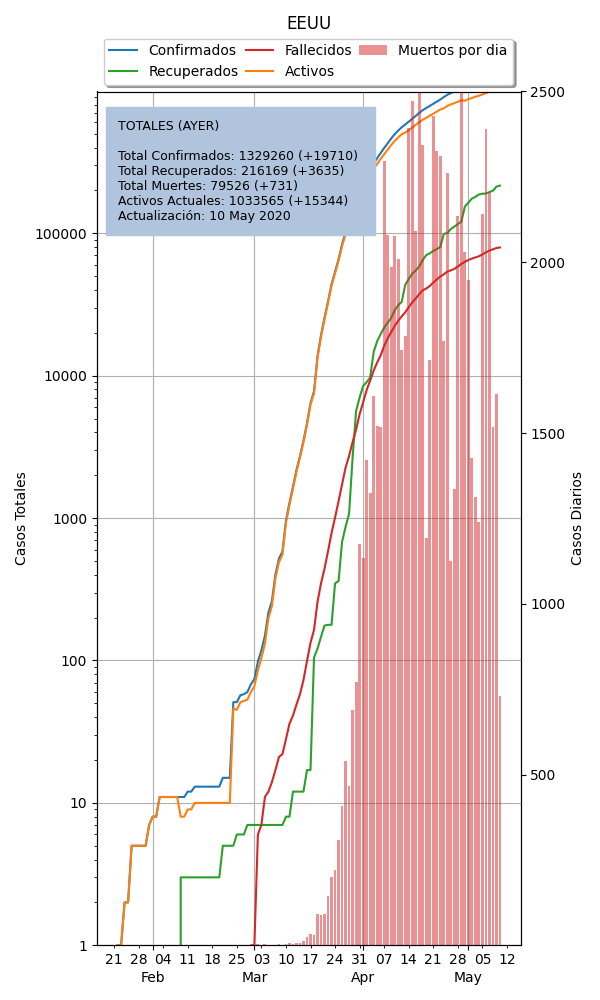 EEUU
Confirmados
Recuperados
Fallecidos
Activos
Muertos por dia
TOTALES (AYER)
Total Confirmados: 1329260 (+19710)
Total Recuperados: 216169 (+3635)
Total Muertes: 79526 (+731)
Activos Actuales: 1033565 (+15344)
Actualización: 10 May 2020
Casos Totales
100000
10000
1000
100
10
1
2500
2000
1500
1000
500
Casos Diarios
21 28 04 11 18 25 03 10 17 24 31 07 14 21 28 05 12
Feb Mar Apr May